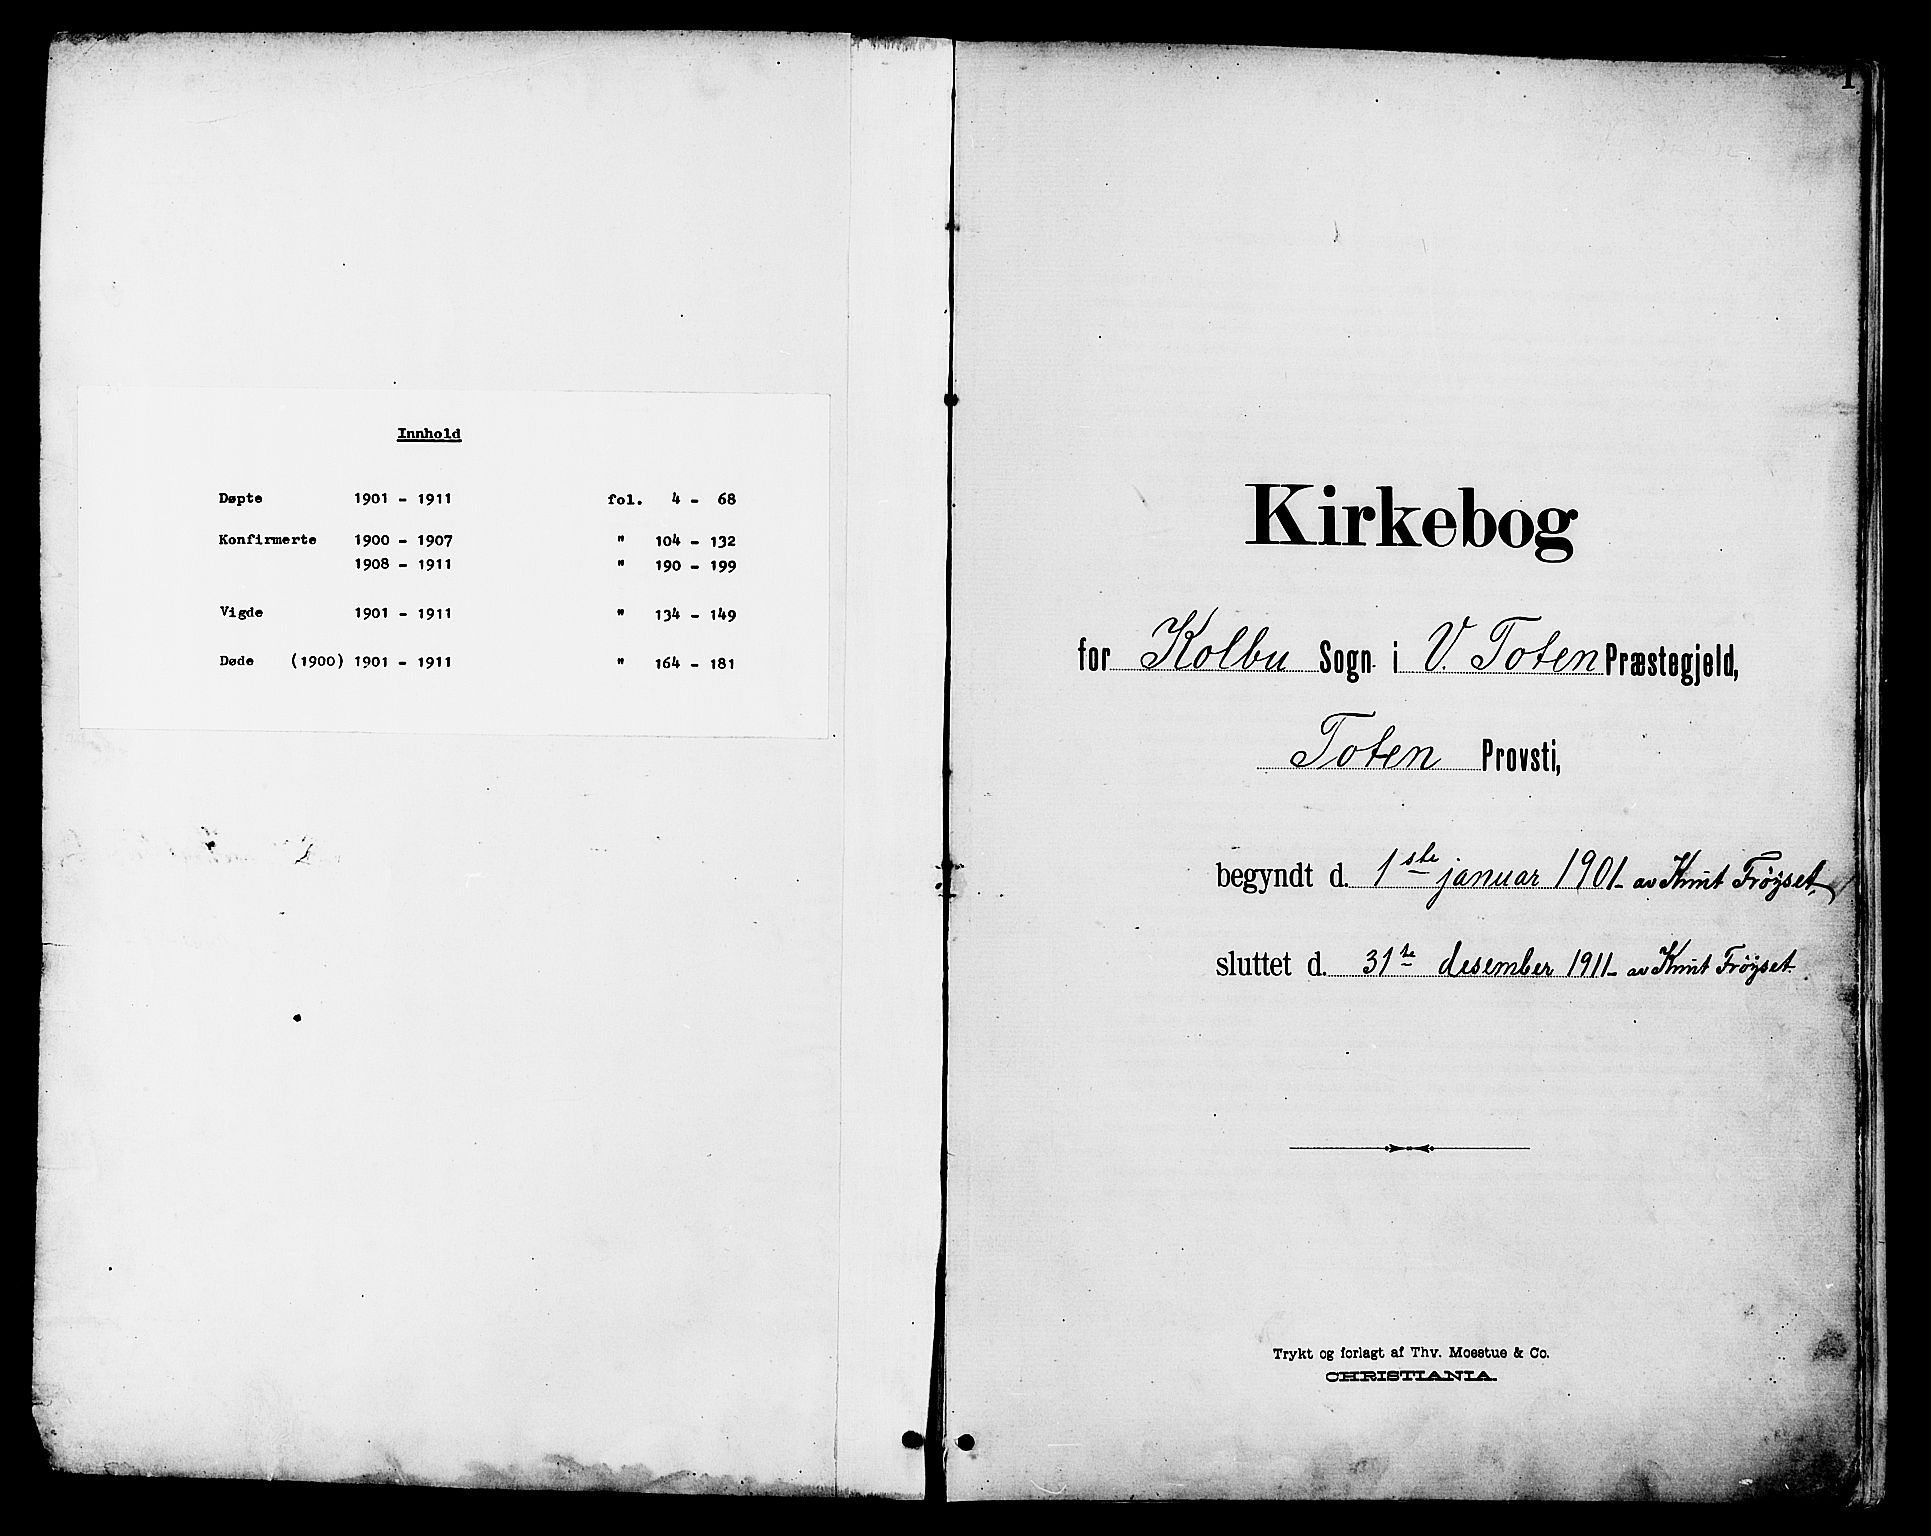 Innhold
Døpte 1901 - 1911 fol. 4 - 68
Konfirmerte 1900 - 1907 " 104 - 132
1908 - 1911 " 190 - 199
Vigde 1901 - 1911 " 134 - 149
Døde (1900) 1901 - 1911 " 164 - 181
1
Kirkebog
for Kolbu Sogn i V. Toten Præstegjeld,
Toten Provsti,
begyndt d. 1ste januar 1901 - av Knut Frøyset,
sluttet d. 31te desember 1911 - av Knut Frøyset.
Trykt og forlagt af Thv. Moestue & Co.
CHRISTIANIA.